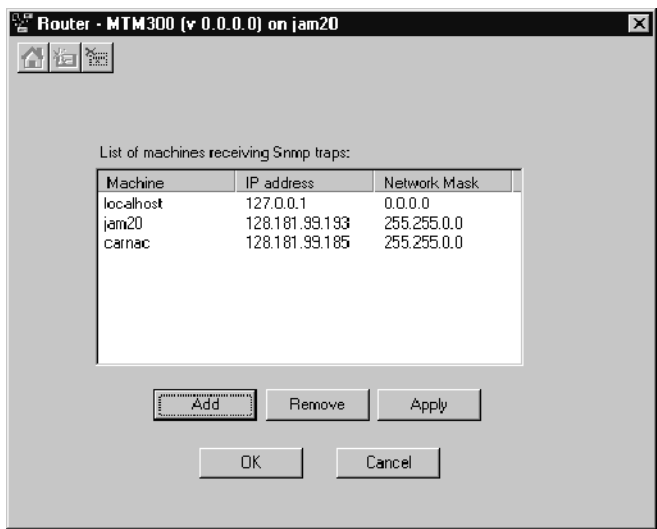 Router - MTM300 (v 0.0.0.0) on jam20
List of machines receiving Snmp traps:
Machine IP address Network Mask
localhost 127.0.0.1 0.0.0.0
jam20 128.181.99.193 255.255.0.0
carnac 128.181.99.185 255.255.0.0
Add Remove Apply
OK Cancel